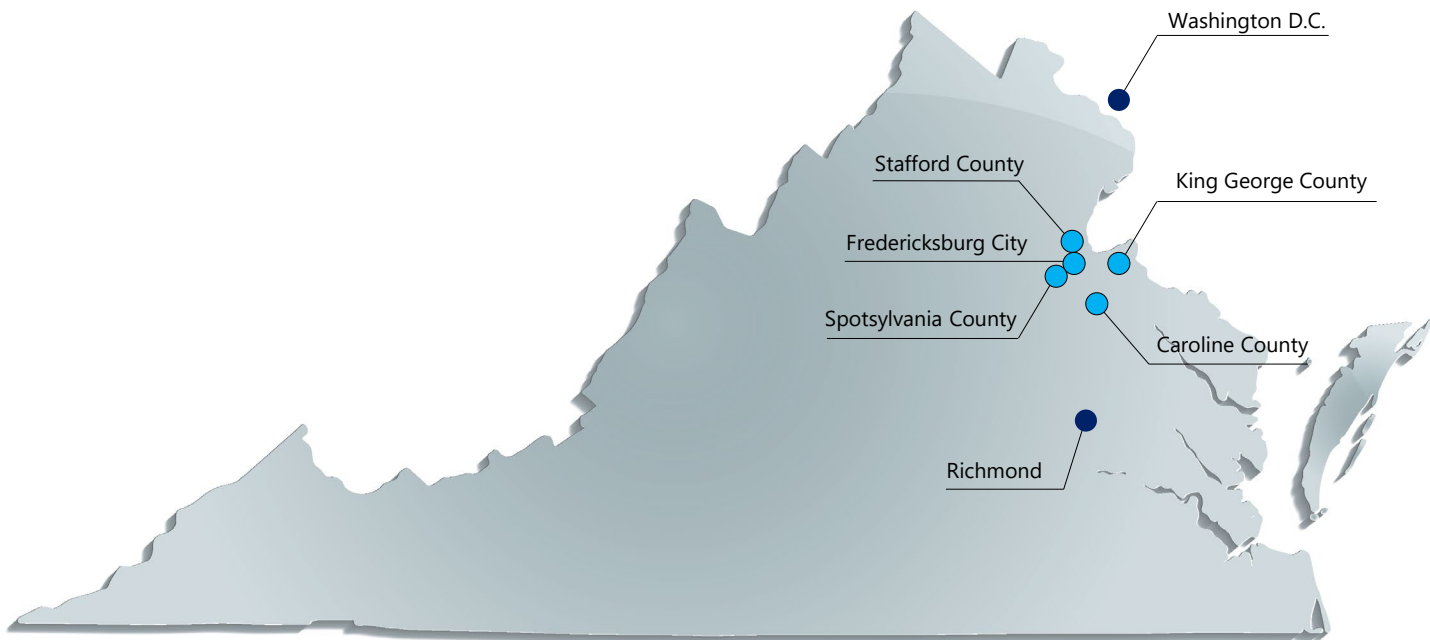 Washington D.C.
Stafford County
King George County
Fredericksburg City
Spotsylvania County
Caroline County
Richmond